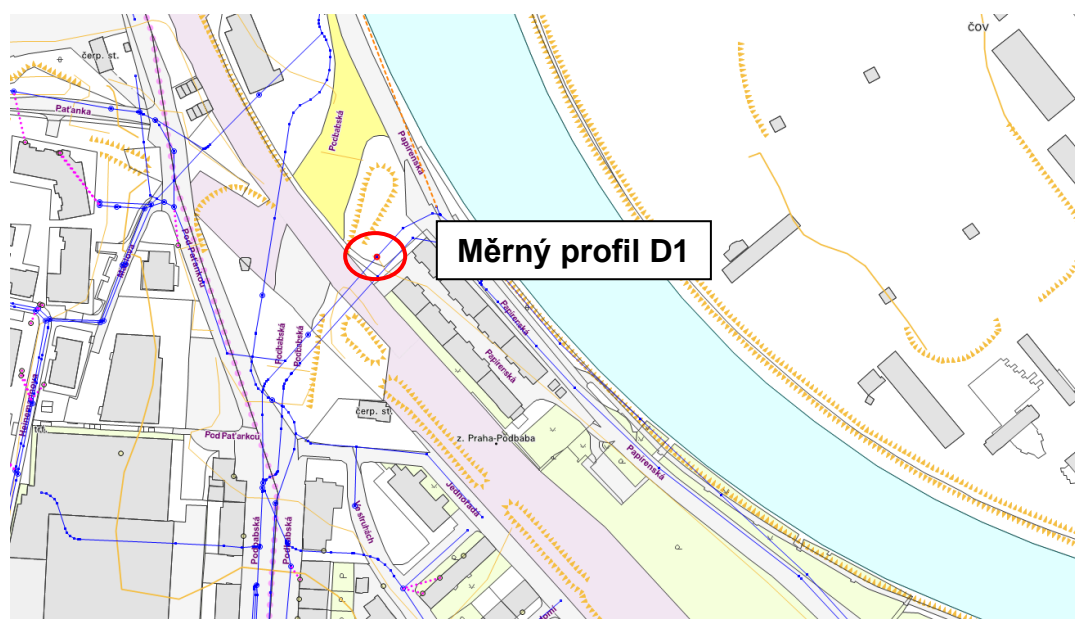 čov
čerp. st.
Paťanka
Podbabská
Papírenská
Měrný profil D1
Pod Paťankou
Podbabská
Podbabská
Papírenská
Papírenská
čerp. st.
Pod Paťankou
z. Praha-Podbaba
Papírenská
Jednořadá
Ve struhách
Podbabská
Podbabská